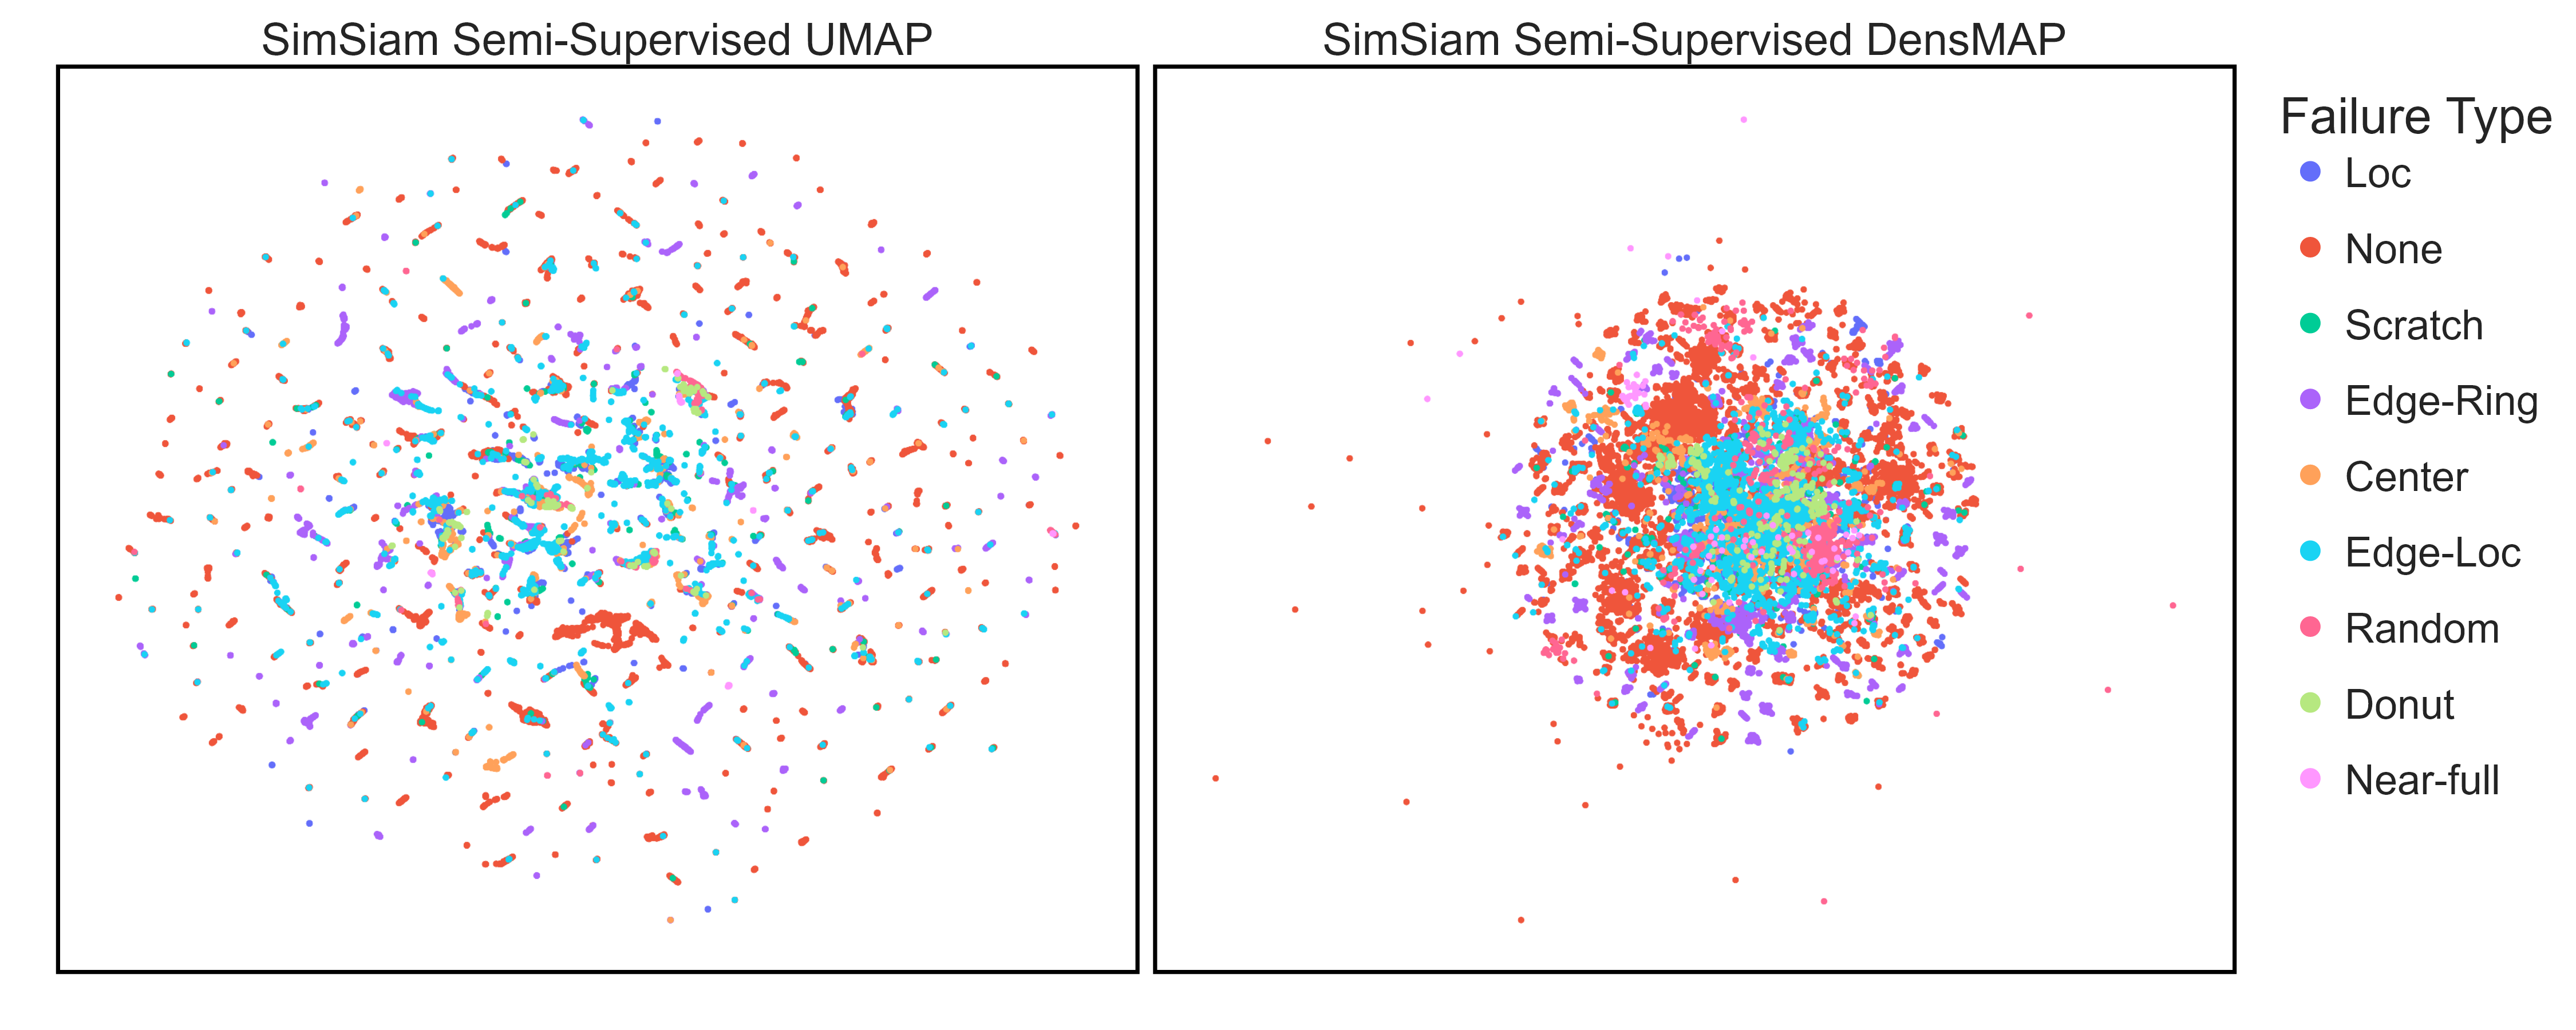 SimSiam Semi-Supervised UMAP
SimSiam Semi-Supervised DensMAP
Failure Type
Loc
None
Scratch
Edge-Ring
Center
Edge-Loc
Random
Donut
Near-full